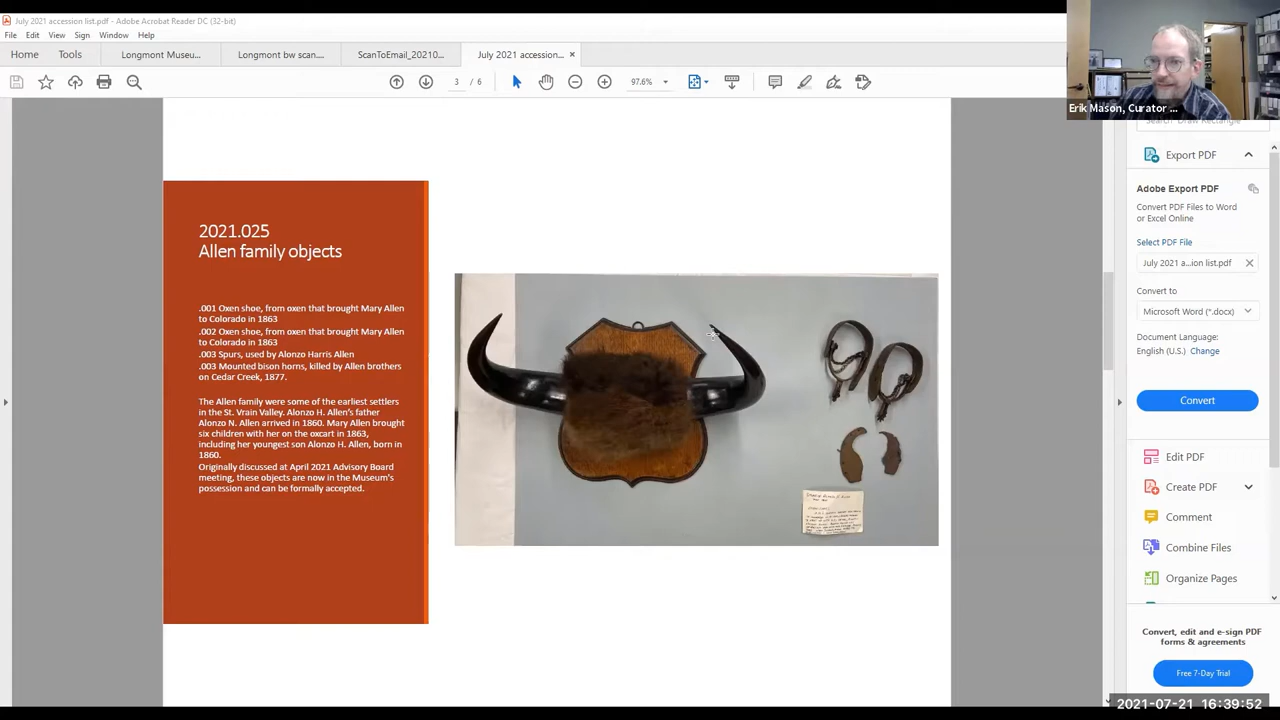 July 2021 accession list.pdf - Adobe Acrobat Reader DC (32-bit)
File Edit View Sign Window Help
Home Tools Longmont Museu... Longmont bw scan.... ScanToEmail_20210... July 2021 accession... ×
3 / 6 97.6%
Erik Mason, Curator ...
Search 'Draw Rectangle'
Export PDF
Adobe Export PDF
Convert PDF Files to Word
or Excel Online
Select PDF File
July 2021 a...ion list.pdf
Convert to
Microsoft Word (*.docx)
Document Language:
English (U.S.) Change
Convert
Edit PDF
Create PDF
Comment
Combine Files
Organize Pages
Convert, edit and e-sign PDF
forms & agreements
Free 7-Day Trial
2021.025
Allen family objects
.001 Oxen shoe, from oxen that brought Mary Allen
to Colorado in 1863
.002 Oxen shoe, from oxen that brought Mary Allen
to Colorado in 1863
.003 Spurs, used by Alonzo Harris Allen
.003 Mounted bison horns, killed by Allen brothers
on Cedar Creek, 1877.
The Allen family were some of the earliest settlers
in the St. Vrain Valley. Alonzo H. Allen's father
Alonzo N. Allen arrived in 1860. Mary Allen brought
six children with her on the oxcart in 1863,
including her youngest son Alonzo H. Allen, born in
1860.
Originally discussed at April 2021 Advisory Board
meeting, these objects are now in the Museum's
possession and can be formally accepted.
2021-07-21 16:39:52